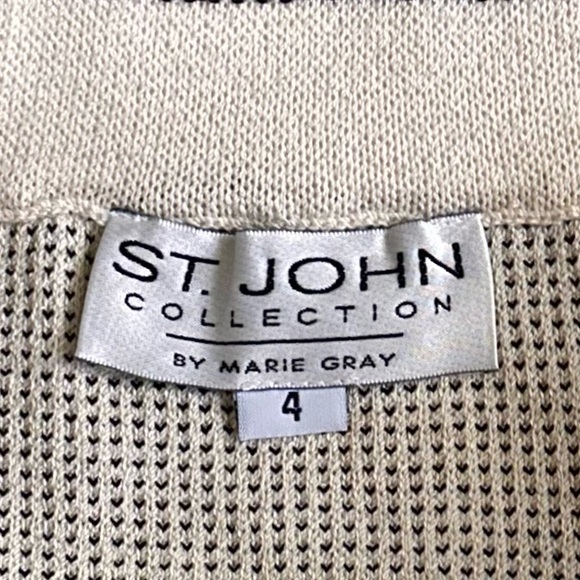 ST. JOHN
COLLECTION
BY MARIE GRAY
4